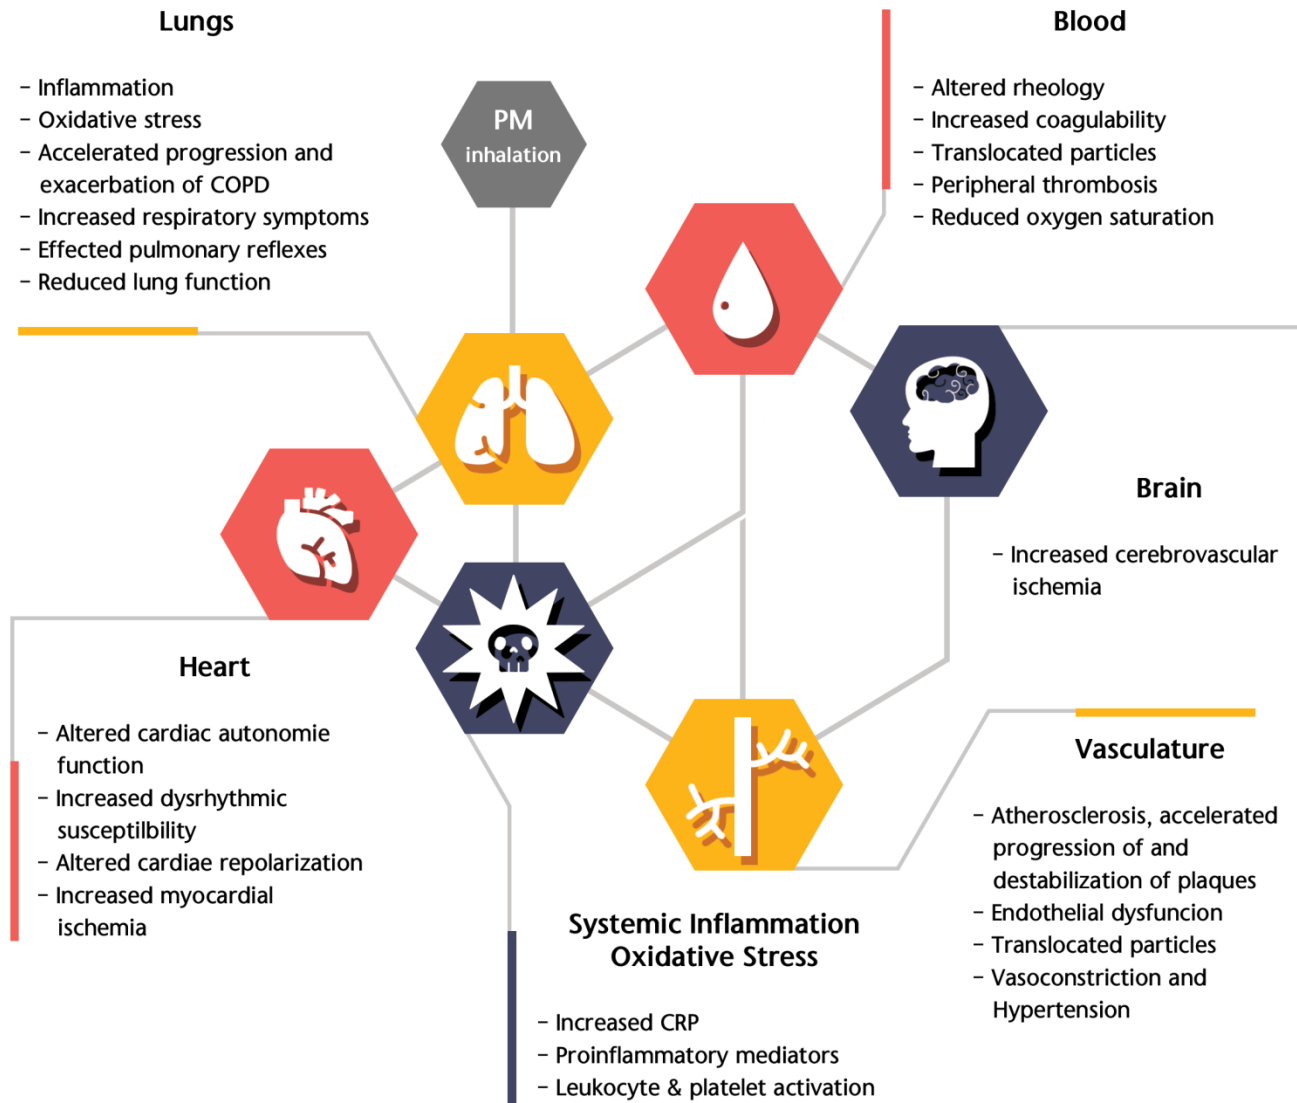 Lungs
- Inflammation
- Oxidative stress
- Accelerated progression and
exacerbation of COPD
- Increased respiratory symptoms
- Effected pulmonary reflexes
- Reduced lung function
PM
inhalation
Blood
- Altered rheology
- Increased coagulability
- Translocated particles
- Peripheral thrombosis
- Reduced oxygen saturation
Brain
- Increased cerebrovascular
ischemia
Heart
- Altered cardiac autonomie
function
- Increased dysrhythmic
susceptilbility
- Altered cardiae repolarization
- Increased myocardial
ischemia
Systemic Inflammation
Oxidative Stress
- Increased CRP
- Proinflammatory mediators
- Leukocyte & platelet activation
Vasculature
- Atherosclerosis, accelerated
progression of and
destabilization of plaques
- Endothelial dysfuncion
- Translocated particles
- Vasoconstriction and
Hypertension